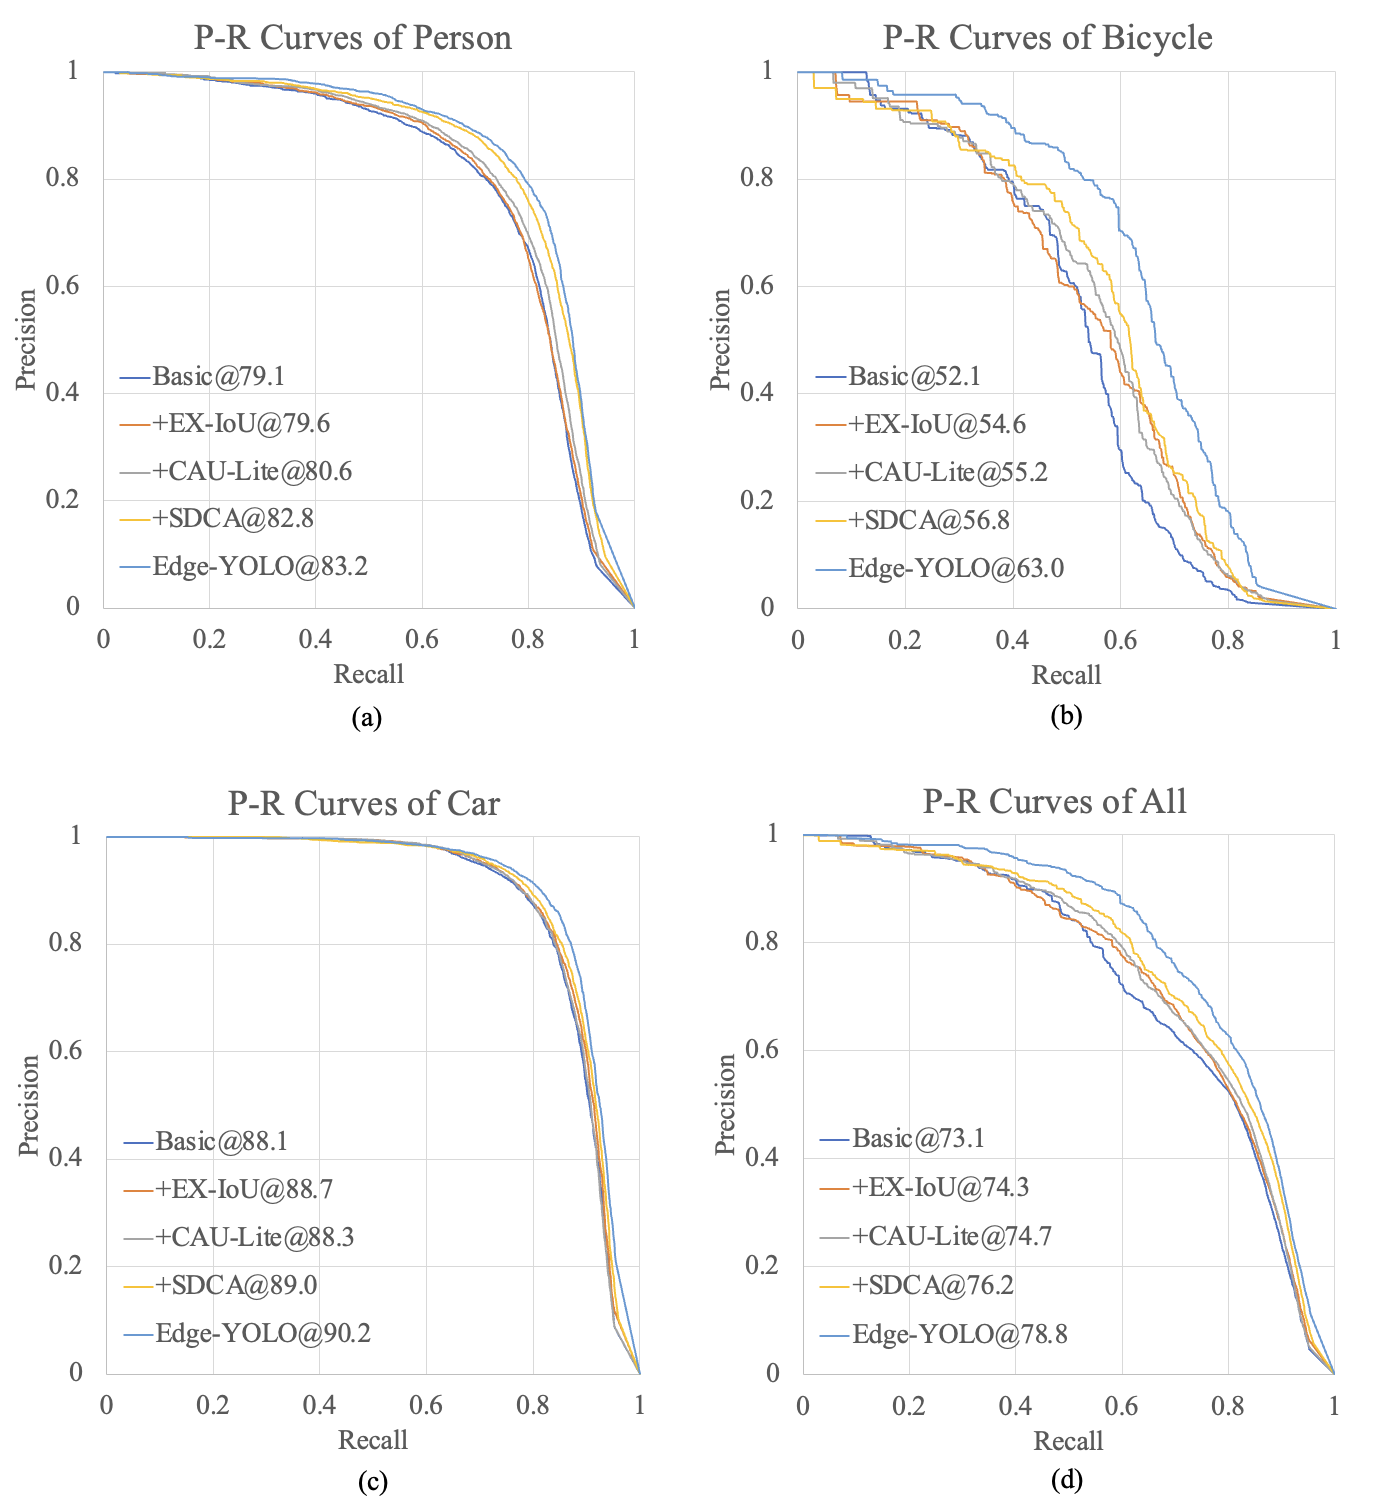 P-R Curves of Person
1
0.8
0.6
0.4
0.2
0
Precision
Basic@79.1
+EX-IoU@79.6
+CAU-Lite@80.6
+SDCA@82.8
Edge-YOLO@83.2
0 0.2 0.4 0.6 0.8 1
Recall
(a)
P-R Curves of Bicycle
1
0.8
0.6
0.4
0.2
0
Precision
Basic@52.1
+EX-IoU@54.6
+CAU-Lite@55.2
+SDCA@56.8
Edge-YOLO@63.0
0 0.2 0.4 0.6 0.8 1
Recall
(b)
P-R Curves of Car
1
0.8
0.6
0.4
0.2
0
Precision
Basic@88.1
+EX-IoU@88.7
+CAU-Lite@88.3
+SDCA@89.0
Edge-YOLO@90.2
0 0.2 0.4 0.6 0.8 1
Recall
(c)
P-R Curves of All
1
0.8
0.6
0.4
0.2
0
Precision
Basic@73.1
+EX-IoU@74.3
+CAU-Lite@74.7
+SDCA@76.2
Edge-YOLO@78.8
0 0.2 0.4 0.6 0.8 1
Recall
(d)